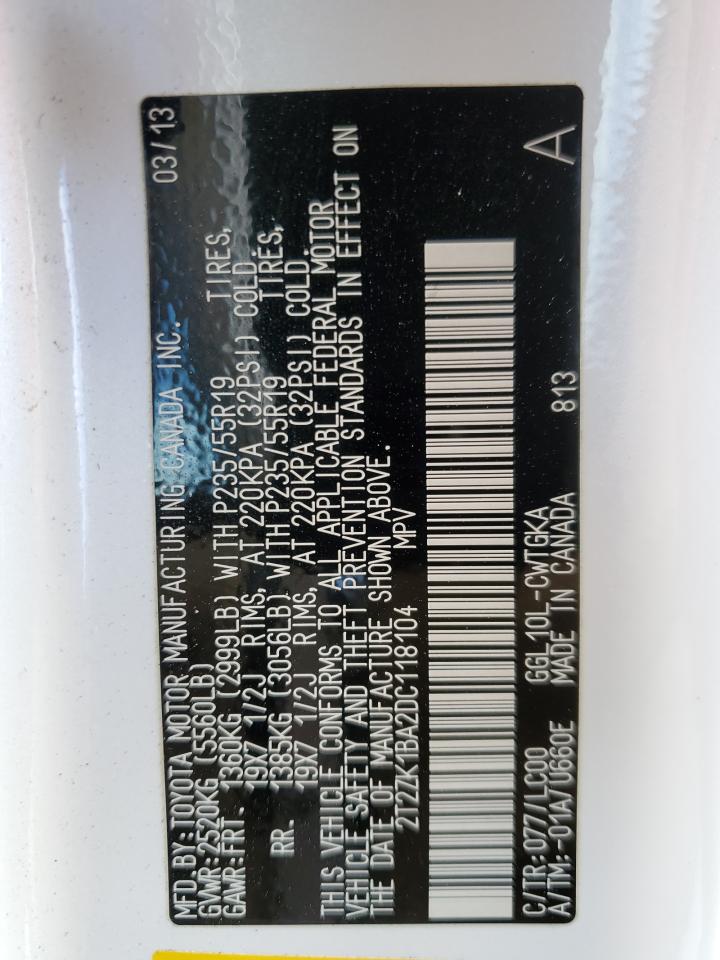 MFD.BY:TOYOTA MOTOR MANUFACTURING CANADA INC. 03/13
GVWR:2520KG (5560LB)
GAWR:FRT. 1360KG (2999LB) WITH P235/55R19 TIRES,
19X7 1/2J RIMS, AT 220KPA (32PSI) COLD.
RR. 1385KG (3056LB) WITH P235/55R19 TIRES,
19X7 1/2J RIMS, AT 220KPA (32PSI) COLD.
THIS VEHICLE CONFORMS TO ALL APPLICABLE FEDERAL MOTOR
VEHICLE SAFETY AND THEFT PREVENTION STANDARDS IN EFFECT ON
THE DATE OF MANUFACTURE SHOWN ABOVE.
2T2ZK1BA2DC118104 MPV
C/TR:077/LC00 GGL10L-CWTGKA
A/TM:-01A/U660E MADE IN CANADA 813 A